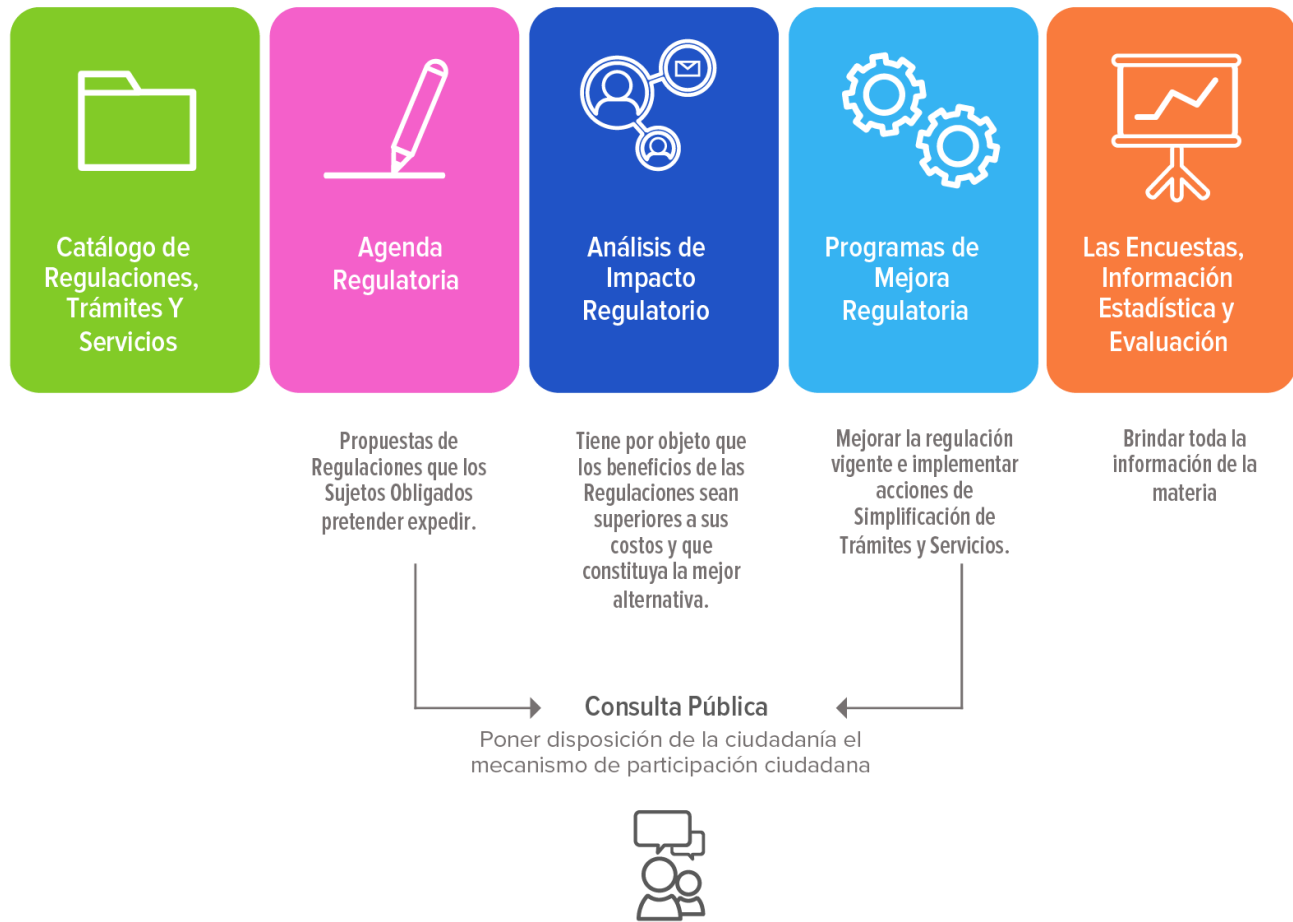 Catálogo de
Regulaciones,
Trámites Y
Servicios
Agenda
Regulatoria
Análisis de
Impacto
Regulatorio
Programas de
Mejora
Regulatoria
Las Encuestas,
Información
Estadística y
Evaluación
Propuestas de
Regulaciones que los
Sujetos Obligados
pretender expedir.
Tiene por objeto que
los beneficios de las
Regulaciones sean
superiores a sus
costos y que
constituya la mejor
alternativa.
Mejorar la regulación
vigente e implementar
acciones de
Simplificación de
Trámites y Servicios.
Brindar toda la
información de la
materia
Consulta Pública
Poner disposición de la ciudadanía el
mecanismo de participación ciudadana